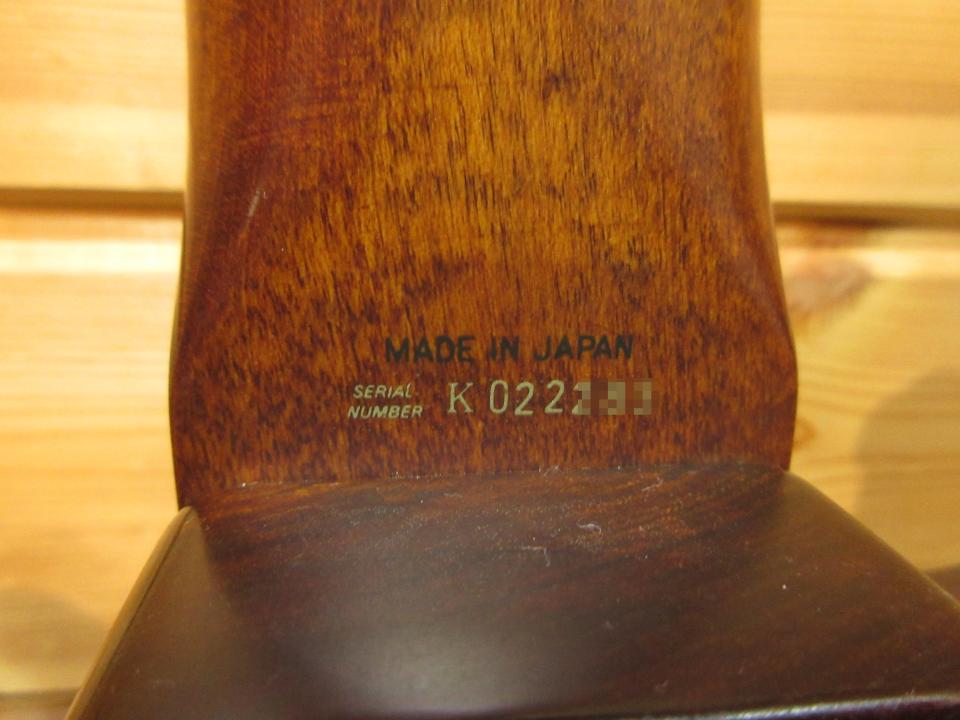 MADE IN JAPAN
SERIAL NUMBER K 022